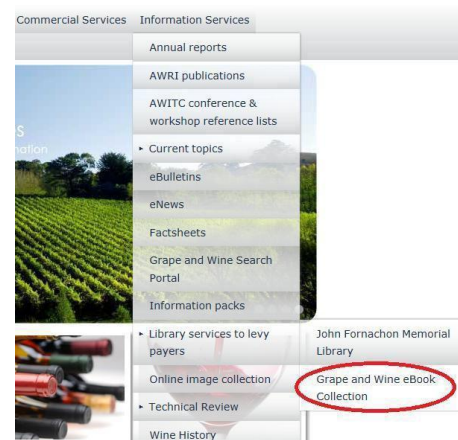 Commercial Services Information Services
Annual reports
AWRI publications
AWITC conference &
workshop reference lists
Current topics
eBulletins
eNews
Factsheets
Grape and Wine Search
Portal
Information packs
Library services to levy
payers
John Fornachon Memorial
Library
Online image collection
Grape and Wine eBook
Collection
Technical Review
Wine History